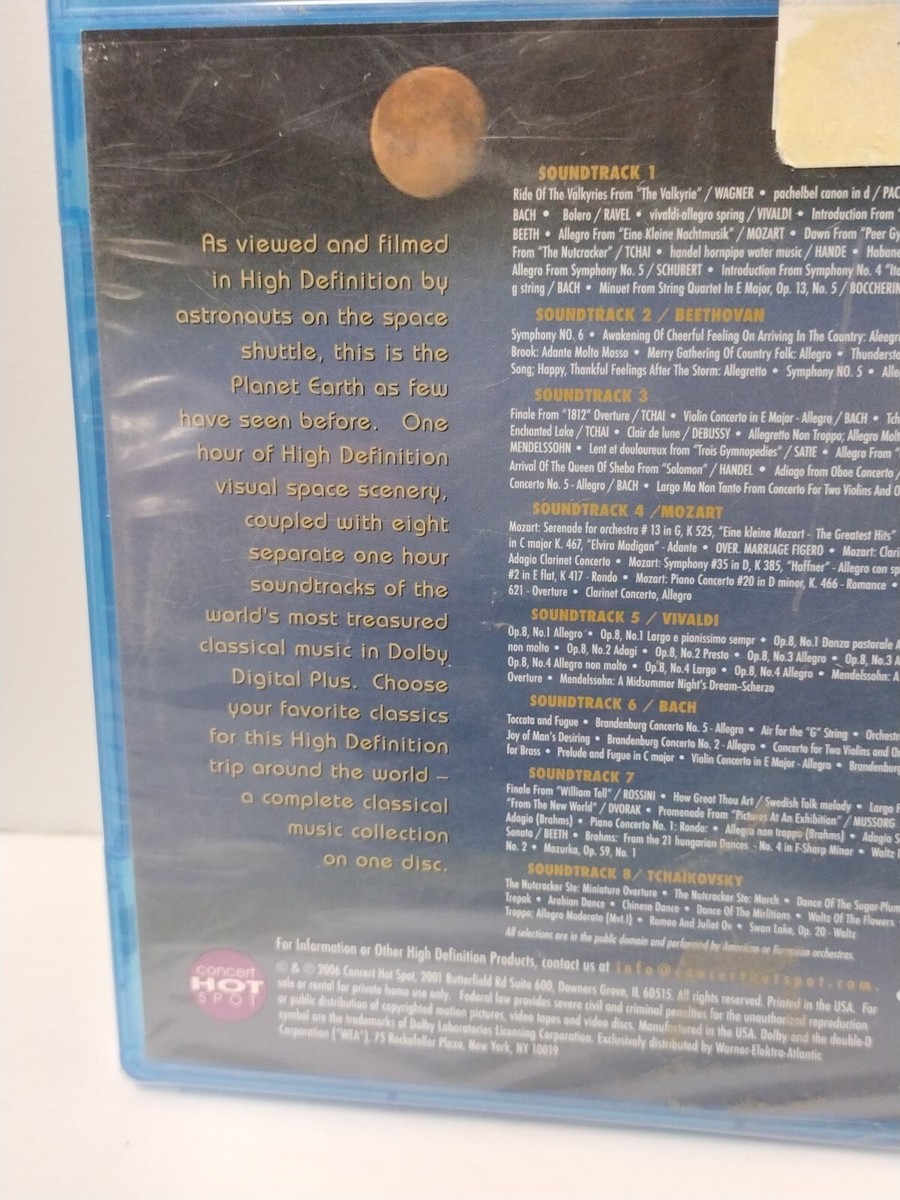 As viewed and filmed
in High Definition by
astronauts on the space
shuttle, this is the
Planet Earth as few
have seen before. One
hour of High Definition
visual space scenery,
coupled with eight
separate one hour
soundtracks of the
world's most treasured
classical music in Dolby
Digital Plus. Choose
your favorite classics
for this High Definition
trip around the world –
a complete classical
music collection
on one disc.
SOUNDTRACK 1
Ride Of The Valkyries From "The Valkyrie" / WAGNER • pachelbel canon in d / PAC
BACH • Bolero / RAVEL • vivaldi-allegro spring / VIVALDI • Introduction From
BEETH • Allegro From "Eine Kleine Nachtmusik" / MOZART • Dawn From "Peer Gy
From "The Nutcracker" / TCHAI • handel hornpipe water music / HANDE • Habane
Allegro From Symphony No. 5 / SCHUBERT • Introduction From Symphony No. 4 "Ita
g string / BACH • Minuet From String Quartet In E Major, Op. 13, No. 5 / BOCCHERIN
SOUNDTRACK 2 / BEETHOVAN
Symphony NO. 6 • Awakening Of Cheerful Feeling On Arriving In The Country: Aleegr
Brook: Adante Molto Mosso • Merry Gathering Of Country Folk: Allegro • Thundersto
Song; Happy, Thankful Feelings After The Storm: Allegretto • Symphony NO. 5 • Alle
SOUNDTRACK 3
Finale From "1812" Overture / TCHAI • Violin Concerto in E Major - Allegro / BACH • Tch
Enchanted Lake / TCHAI • Clair de lune / DEBUSSY • Allegretto Non Troppo; Allegro Molt
MENDELSSOHN • Lent et douloureux from "Trois Gymnopedies" / SATIE • Allegro From "
Arrival Of The Queen Of Sheba From "Solomon" / HANDEL • Adiago from Oboe Concerto /
Concerto No. 5 - Allegro / BACH • Largo Ma Non Tanto From Concerto For Two Violins And O
SOUNDTRACK 4 /MOZART
Mozart: Serenade for orchestra # 13 in G, K 525, "Eine kleine Mozart - The Greatest Hits"
in C major K. 467, "Elvira Madigan" - Adante • OVER. MARRIAGE FIGERO • Mozart: Clari
Adagio Clarinet Concerto • Mozart: Symphony #35 in D, K 385, "Haffner" - Allegro con sp
#2 in E flat, K 417 - Rondo • Mozart: Piano Concerto #20 in D minor, K. 466 - Romance •
621 - Overture • Clarinet Concerto, Allegro
SOUNDTRACK 5 / VIVALDI
Op.8, No.1 Allegro • Op.8, No.1 Largo e pianissimo sempr • Op.8, No.1 Danza pastorale A
non molto • Op.8, No.2 Adagi • Op.8, No.2 Presto • Op.8, No.3 Allegro • Op.8, No.3 A
Op.8, No.4 Allegro non molto • Op.8, No.4 Largo • Op.8, No.4 Allegro • Mendelssohn: A
Overture • Mendelssohn: A Midsummer Night's Dream–Scherzo
SOUNDTRACK 6 / BACH
Toccata and Fugue • Brandenburg Concerto No. 5 - Allegro • Air for the "G" String • Orchestr
Joy of Man's Desiring • Brandenburg Concerto No. 2 - Allegro • Concerto for Two Violins and Or
for Brass • Prelude and Fugue in C major • Violin Concerto in E Major - Allegro • Brandenburg
SOUNDTRACK 7
Finale From "William Tell" / ROSSINI • How Great Thou Art / Swedish folk melody • Largo F
"From The New World" / DVORAK • Promenade From "Pictures At An Exhibition" / MUSSORG
Adagio (Brahms) • Piano Concerto No. 1: Rondo: • Allegro non troppo (Brahms) • Adagio S
Sonata / BEETH • Brahms: From the 21 hungarian Dances - No. 4 in F-Sharp Minor • Waltz
No. 2 • Mazurka, Op. 59, No. 1
SOUNDTRACK 8/ TCHAIKOVSKY
The Nutcracker Ste: Miniature Overture • The Nutcracker Ste: March • Dance Of The Sugar-Plum
Trepak • Arabian Dance • Chinese Dance • Dance Of The Mirlitons • Waltz Of The Flowers
Troppo; Allegro Moderato (Mvt.I) • Romeo And Juliet Ov • Swan Lake, Op. 20 - Waltz
All selections are in the public domain and performed by American or European orchestras.
For Information or Other High Definition Products, contact us at info@concerthotspot.com.
concert
HOT
SPOT
© & ℗ 2006 Concert Hot Spot, 2001 Butterfield Rd Suite 600, Downers Grove, IL 60515. All rights reserved. Printed in the USA. For
sale or rental for private home use only. Federal law provides severe civil and criminal penalties for the unauthorized reproduction
or public distribution of copyrighted motion pictures, video tapes and video discs. Manufactured in the USA. Dolby and the double-D
symbol are the trademarks of Dolby Laboratories Licensing Corporation. Exclusively distributed by Warner-Elektra-Atlantic
Corporation ("WEA"), 75 Rockefeller Plaza, New York, NY 10019